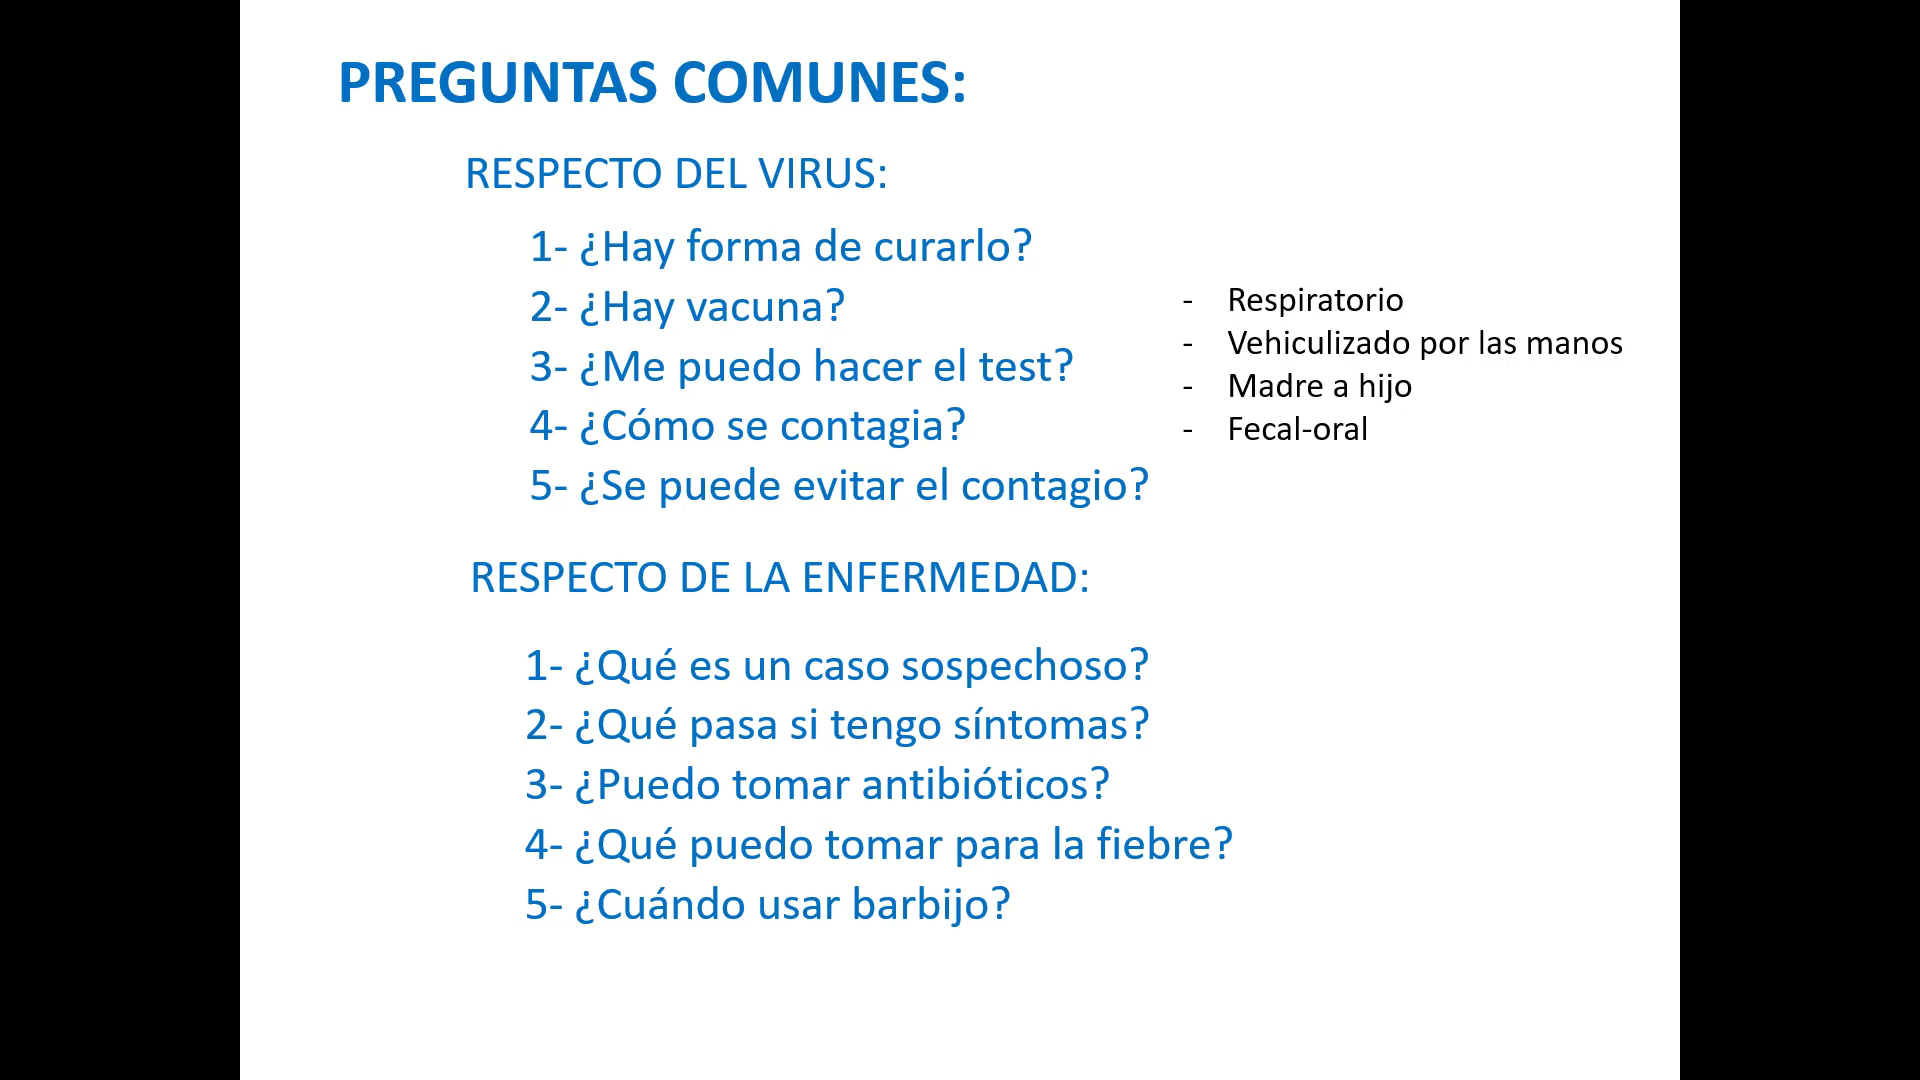 PREGUNTAS COMUNES:
RESPECTO DEL VIRUS:
1- ¿Hay forma de curarlo?
2- ¿Hay vacuna?
3- ¿Me puedo hacer el test?
4- ¿Cómo se contagia?
5- ¿Se puede evitar el contagio?
- Respiratorio
- Vehiculizado por las manos
- Madre a hijo
- Fecal-oral
RESPECTO DE LA ENFERMEDAD:
1- ¿Qué es un caso sospechoso?
2- ¿Qué pasa si tengo síntomas?
3- ¿Puedo tomar antibióticos?
4- ¿Qué puedo tomar para la fiebre?
5- ¿Cuándo usar barbijo?